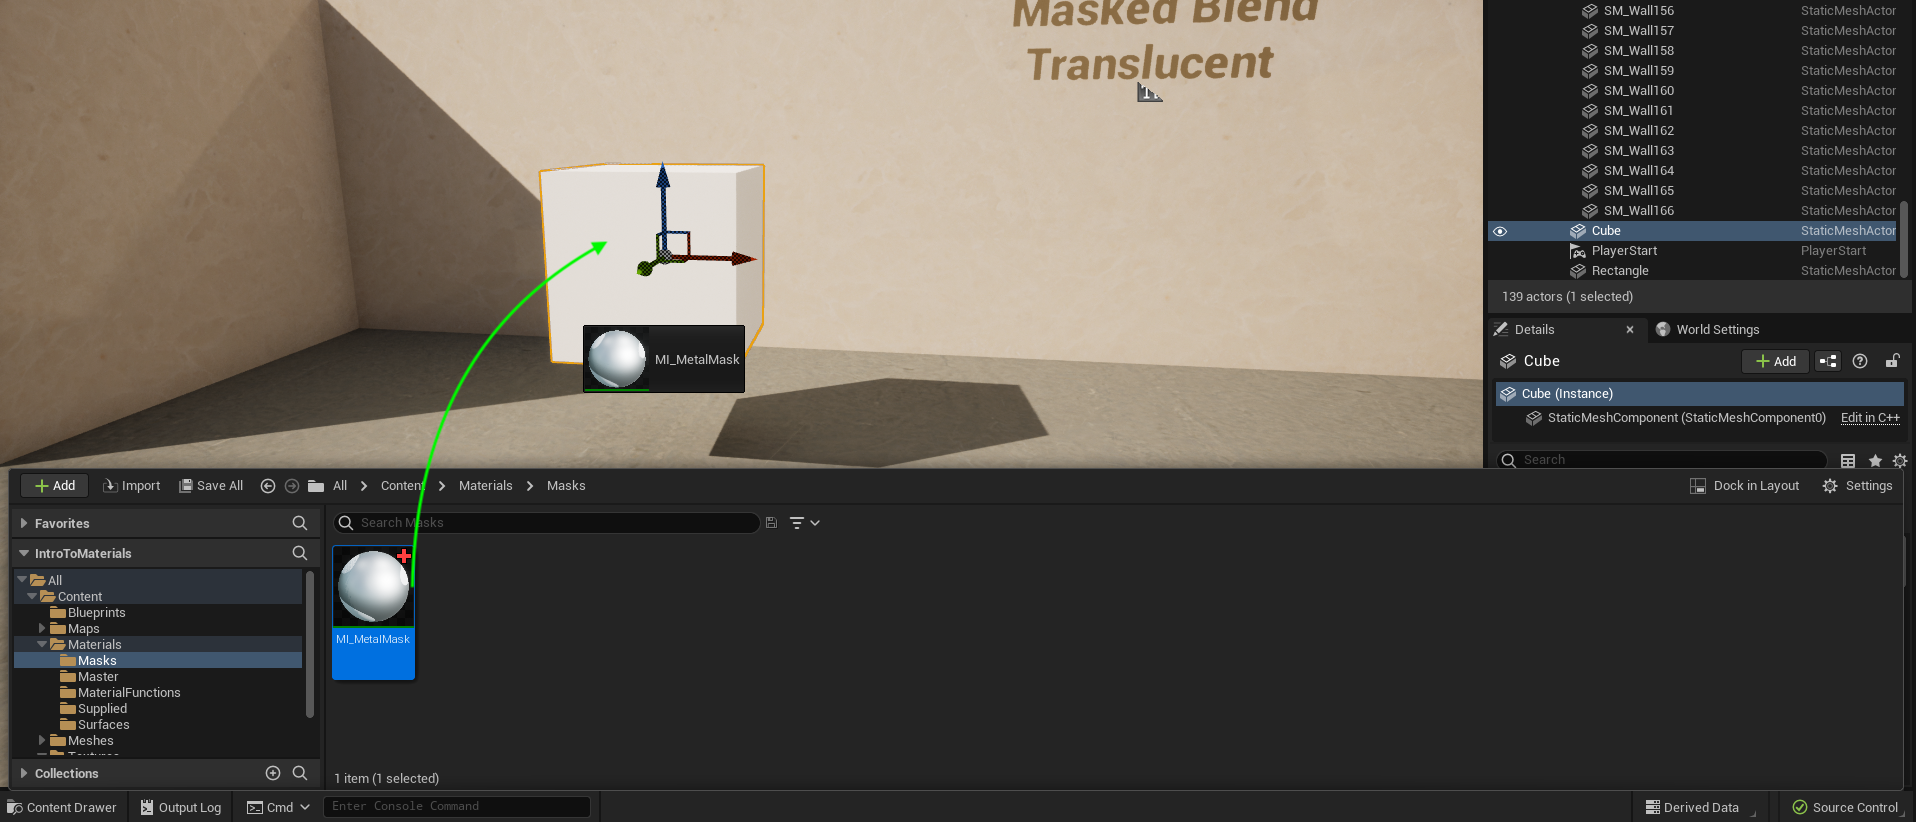 Masked Blend
Translucent
MI_MetalMask
SM_Wall156 StaticMeshActor
SM_Wall157 StaticMeshActor
SM_Wall158 StaticMeshActor
SM_Wall159 StaticMeshActor
SM_Wall160 StaticMeshActor
SM_Wall161 StaticMeshActor
SM_Wall162 StaticMeshActor
SM_Wall163 StaticMeshActor
SM_Wall164 StaticMeshActor
SM_Wall165 StaticMeshActor
SM_Wall166 StaticMeshActor
Cube StaticMeshActor
PlayerStart PlayerStart
Rectangle StaticMeshActor
139 actors (1 selected)
Details World Settings
Cube Add
Cube (Instance)
StaticMeshComponent (StaticMeshComponent0) Edit in C++
Search
Add Import Save All All Content Materials Masks Dock in Layout Settings
Favorites
Search Masks
IntroToMaterials
All
Content
Blueprints
Maps
Materials
Masks
Master
MaterialFunctions
Supplied
Surfaces
Meshes
Textures
Collections
MI_MetalMask
1 item (1 selected)
Content Drawer Output Log Cmd Enter Console Command Derived Data Source Control